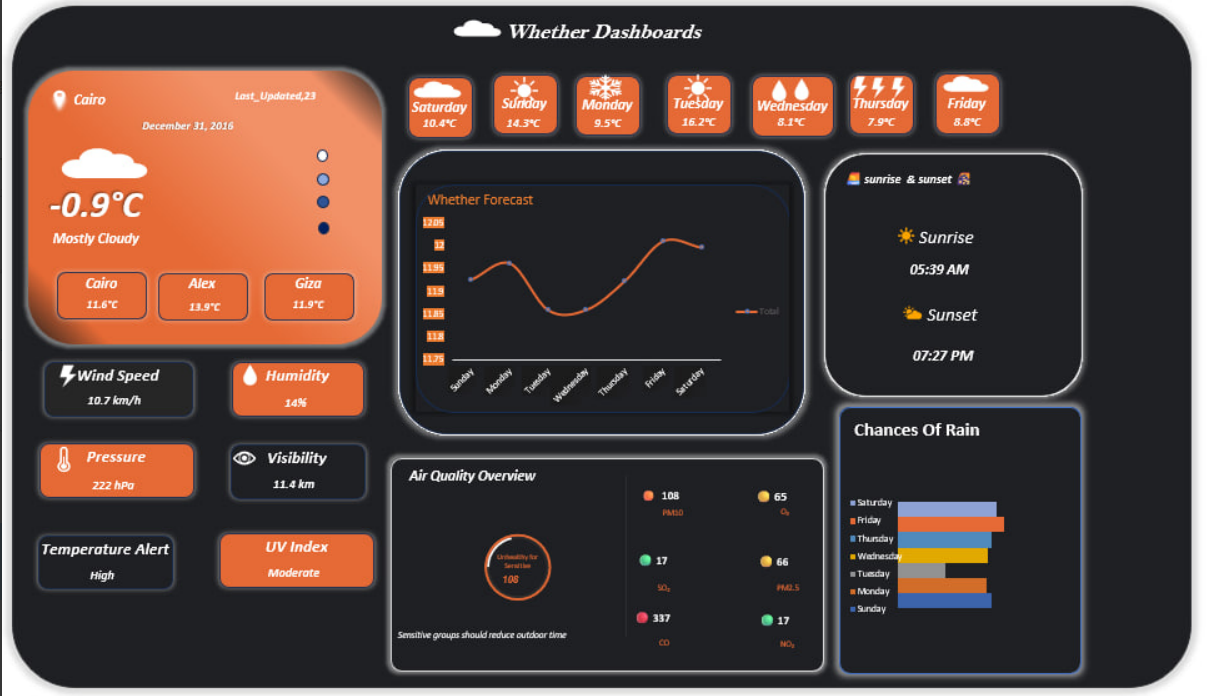 Whether Dashboards
Cairo
Last_Updated,23
December 31, 2016
-0.9°C
Mostly Cloudy
Cairo
11.6°C
Alex
13.9°C
Giza
11.9°C
Saturday
10.4°C
Sunday
14.3°C
Monday
9.5°C
Tuesday
16.2°C
Wednesday
8.1°C
Thursday
7.9°C
Friday
8.8°C
Wind Speed
10.7 km/h
Humidity
14%
Pressure
222 hPa
Visibility
11.4 km
Temperature Alert
High
UV Index
Moderate
Whether Forecast
12.05
12
11.95
11.9
11.85
11.8
11.75
Sunday
Monday
Tuesday
Wednesday
Thursday
Friday
Saturday
Total
sunrise & sunset
Sunrise
05:39 AM
Sunset
07:27 PM
Air Quality Overview
Unhealthy for
Sensitive
108
Sensitive groups should reduce outdoor time
108
PM10
65
O₃
17
SO₂
66
PM2.5
337
CO
17
NO₂
Chances Of Rain
Saturday
Friday
Thursday
Wednesday
Tuesday
Monday
Sunday